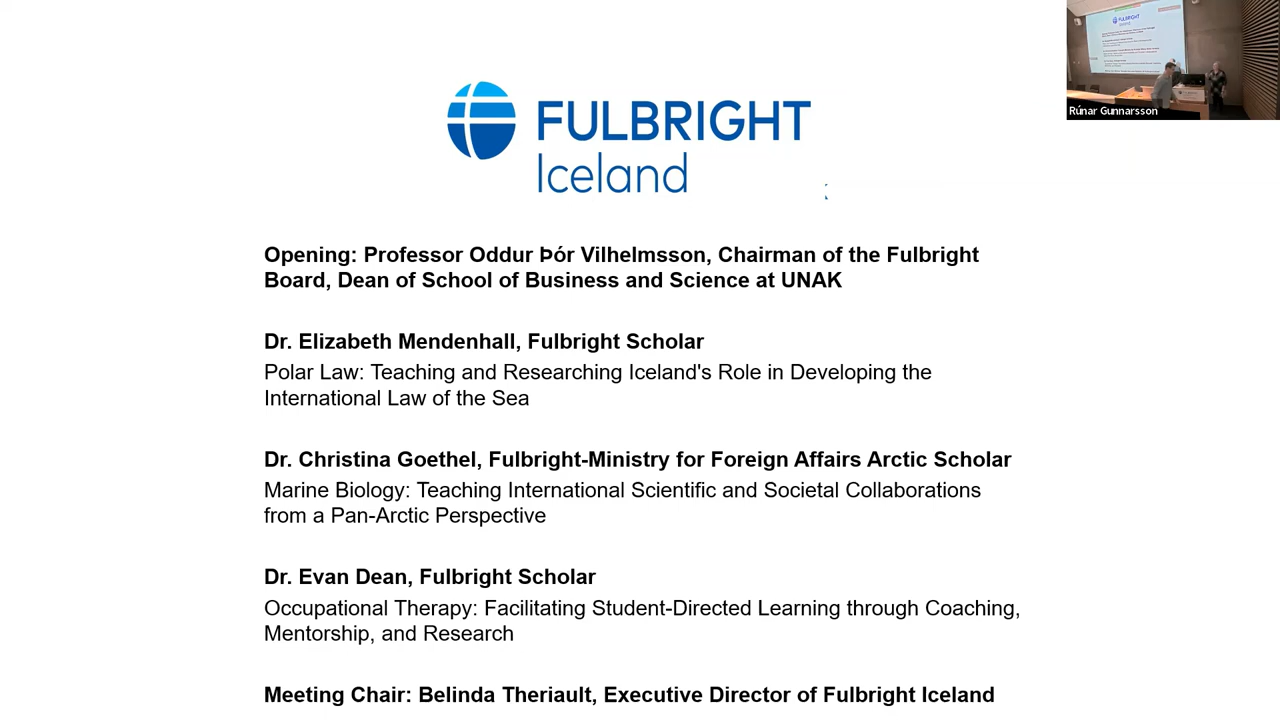 FULBRIGHT
Iceland
Rúnar Gunnarsson
Opening: Professor Oddur Þór Vilhelmsson, Chairman of the Fulbright
Board, Dean of School of Business and Science at UNAK
Dr. Elizabeth Mendenhall, Fulbright Scholar
Polar Law: Teaching and Researching Iceland's Role in Developing the
International Law of the Sea
Dr. Christina Goethel, Fulbright-Ministry for Foreign Affairs Arctic Scholar
Marine Biology: Teaching International Scientific and Societal Collaborations
from a Pan-Arctic Perspective
Dr. Evan Dean, Fulbright Scholar
Occupational Therapy: Facilitating Student-Directed Learning through Coaching,
Mentorship, and Research
Meeting Chair: Belinda Theriault, Executive Director of Fulbright Iceland